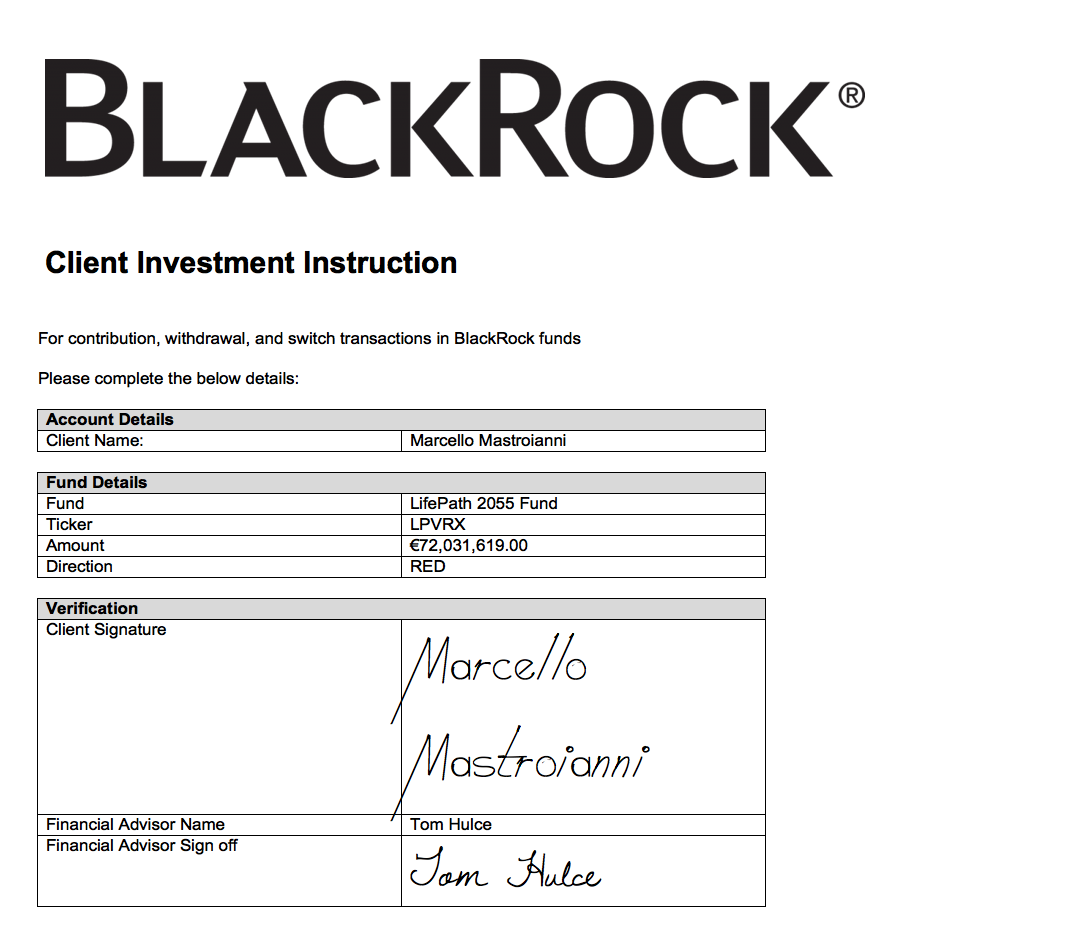 BLACKROCK®
Client Investment Instruction
For contribution, withdrawal, and switch transactions in BlackRock funds
Please complete the below details:
Account Details
Client Name: Marcello Mastroianni
Fund Details
Fund LifePath 2055 Fund
Ticker LPVRX
Amount €72,031,619.00
Direction RED
Verification
Client Signature Marcello
Mastroianni
Financial Advisor Name Tom Hulce
Financial Advisor Sign off Tom Hulce